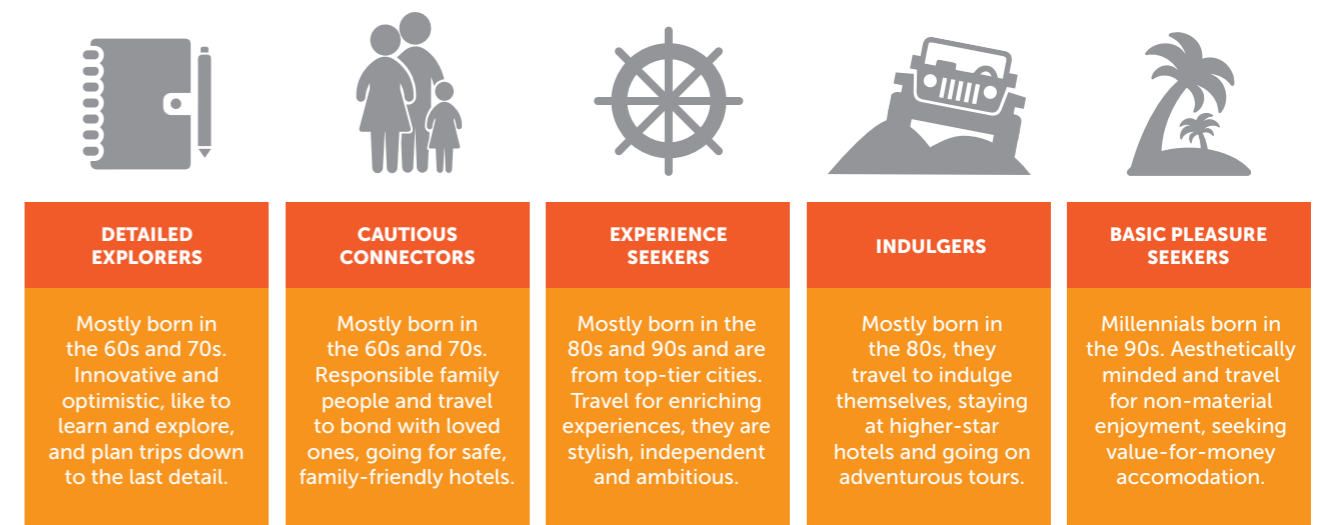 DETAILED
EXPLORERS
Mostly born in
the 60s and 70s.
Innovative and
optimistic, like to
learn and explore,
and plan trips down
to the last detail.
CAUTIOUS
CONNECTORS
Mostly born in
the 60s and 70s.
Responsible family
people and travel
to bond with loved
ones, going for safe,
family-friendly hotels.
EXPERIENCE
SEEKERS
Mostly born in the
80s and 90s and are
from top-tier cities.
Travel for enriching
experiences, they are
stylish, independent
and ambitious.
INDULGERS
Mostly born in
the 80s, they
travel to indulge
themselves, staying
at higher-star
hotels and going on
adventurous tours.
BASIC PLEASURE
SEEKERS
Millennials born in
the 90s. Aesthetically
minded and travel
for non-material
enjoyment, seeking
value-for-money
accomodation.